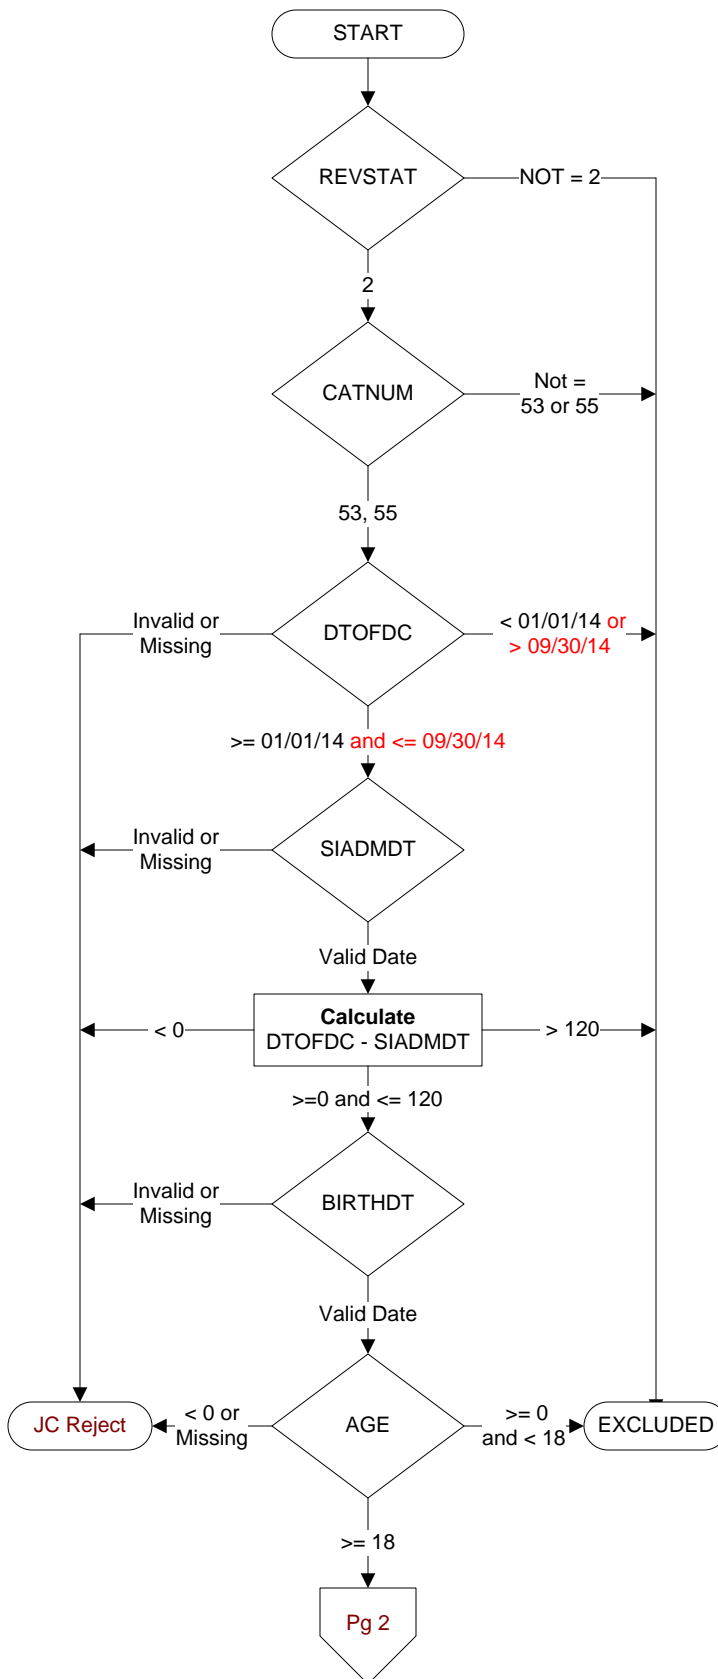 START
REVSTAT
NOT = 2
2
CATNUM
Not =
53 or 55
53, 55
Invalid or
Missing
DTOFDC
< 01/01/14 or
> 09/30/14
>= 01/01/14 and <= 09/30/14
Invalid or
Missing
SIADMDT
Valid Date
< 0
Calculate
DTOFDC - SIADMDT
> 120
>=0 and <= 120
Invalid or
Missing
BIRTHDT
Valid Date
JC Reject
< 0 or
Missing
AGE
>= 0
and < 18
EXCLUDED
>= 18
Pg 2